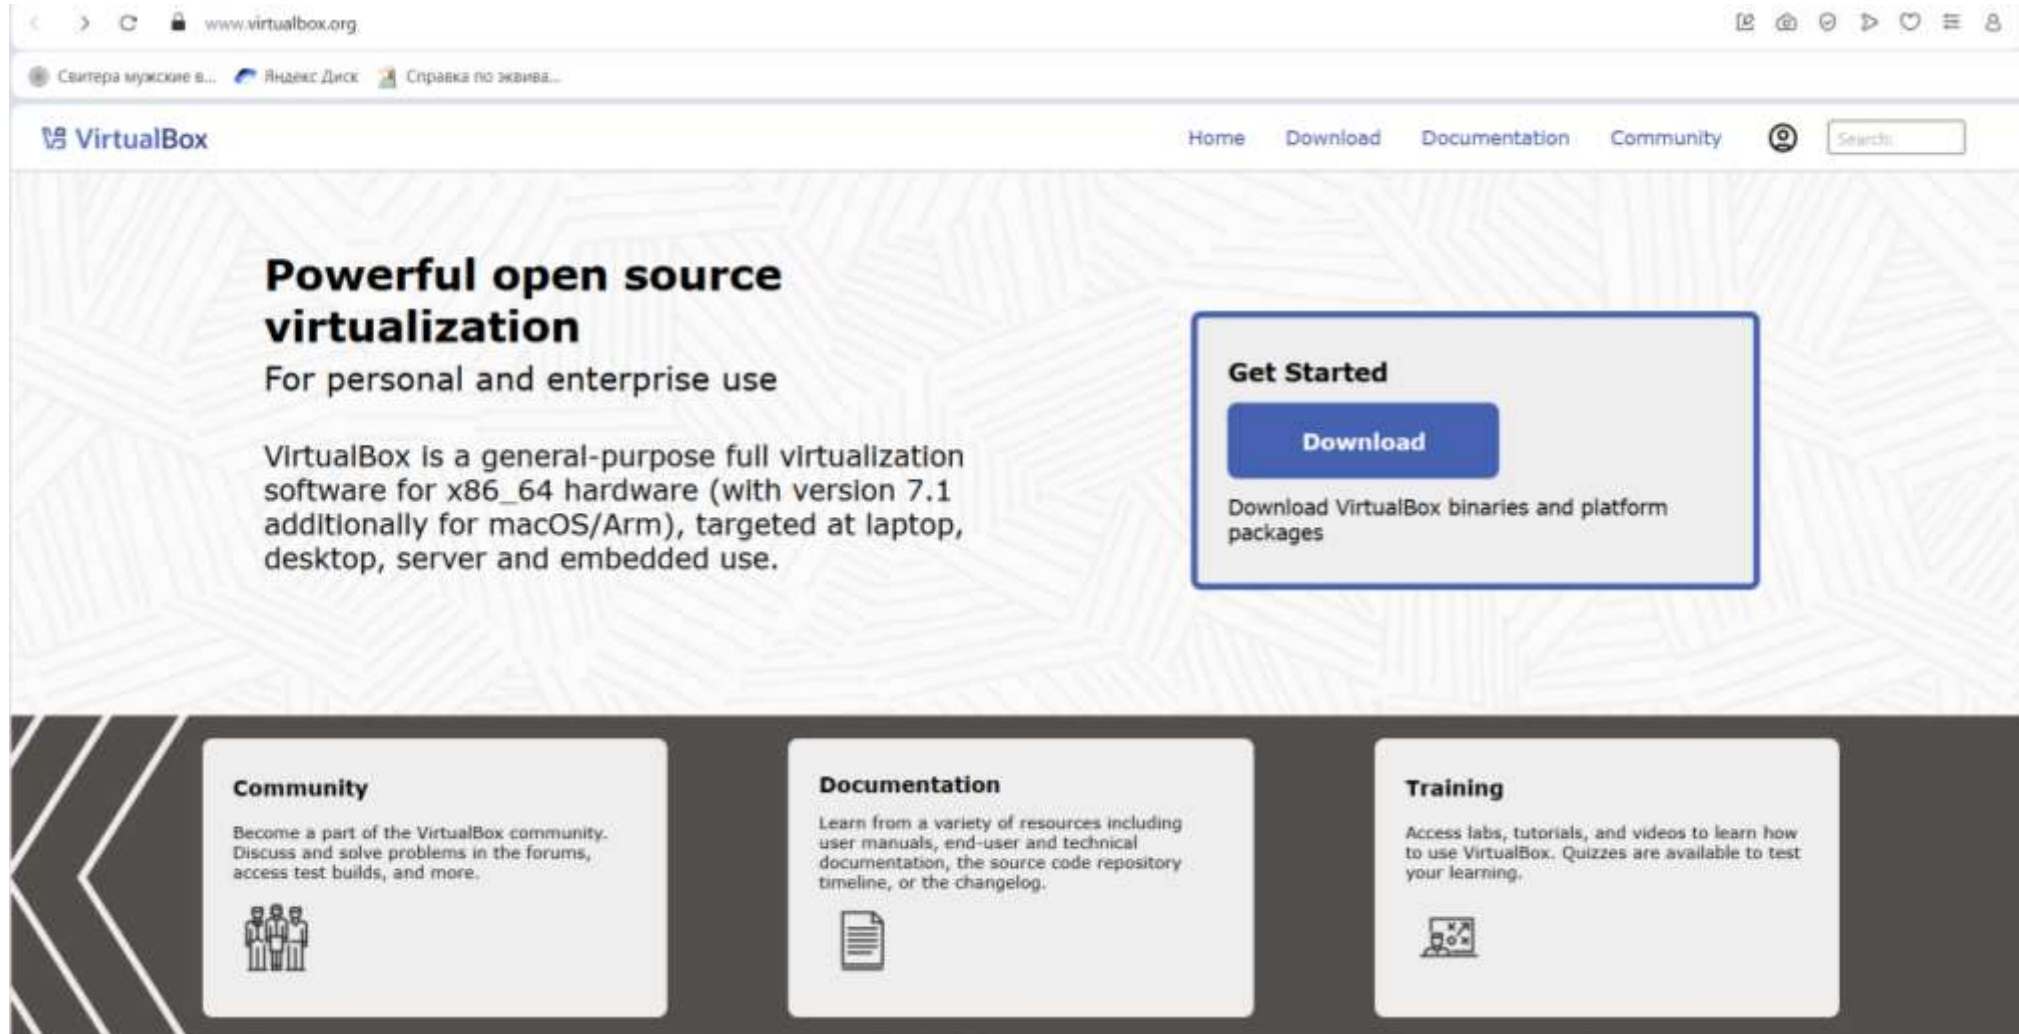 www.virtualbox.org
Свитера мужские в... Яндекс Диск Справка по эквива...
VirtualBox Home Download Documentation Community Search:
Powerful open source
virtualization
For personal and enterprise use
VirtualBox is a general-purpose full virtualization
software for x86_64 hardware (with version 7.1
additionally for macOS/Arm), targeted at laptop,
desktop, server and embedded use.
Get Started
Download
Download VirtualBox binaries and platform
packages
Community
Become a part of the VirtualBox community.
Discuss and solve problems in the forums,
access test builds, and more.
Documentation
Learn from a variety of resources including
user manuals, end-user and technical
documentation, the source code repository
timeline, or the changelog.
Training
Access labs, tutorials, and videos to learn how
to use VirtualBox. Quizzes are available to test
your learning.